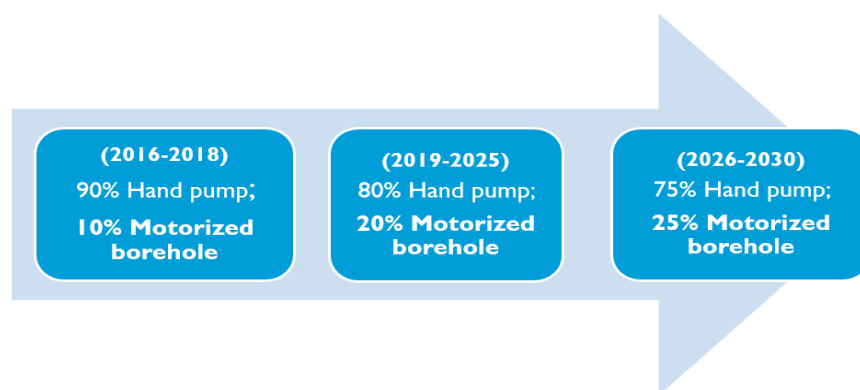 (2016-2018)
90% Hand pump;
10% Motorized
borehole
(2019-2025)
80% Hand pump;
20% Motorized
borehole
(2026-2030)
75% Hand pump;
25% Motorized
borehole